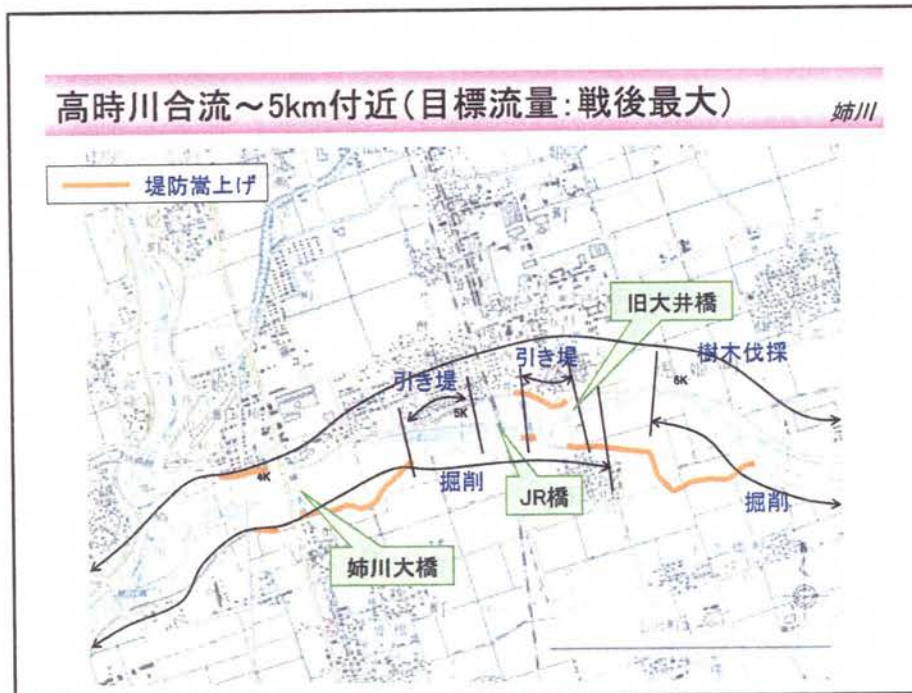 高時川合流～5km付近（目標流量：戦後最大）
姉川
堤防嵩上げ
旧大井橋
引き堤
引き堤
樹木伐採
6K
5K
4K
掘削
JR橋
掘削
姉川大橋